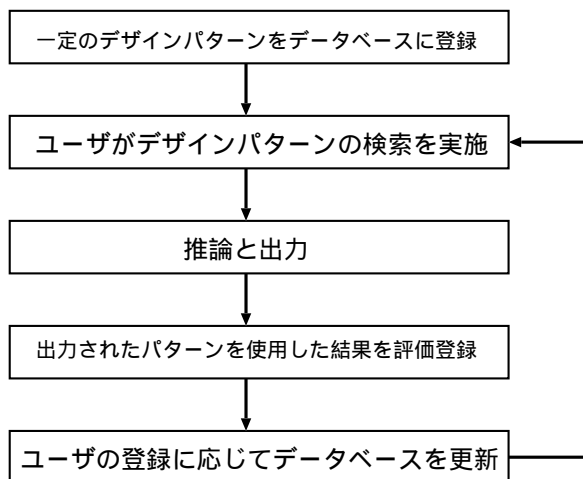 一定のデザインパターンをデータベースに登録
ユーザがデザインパターンの検索を実施
推論と出力
出力されたパターンを使用した結果を評価登録
ユーザの登録に応じてデータベースを更新